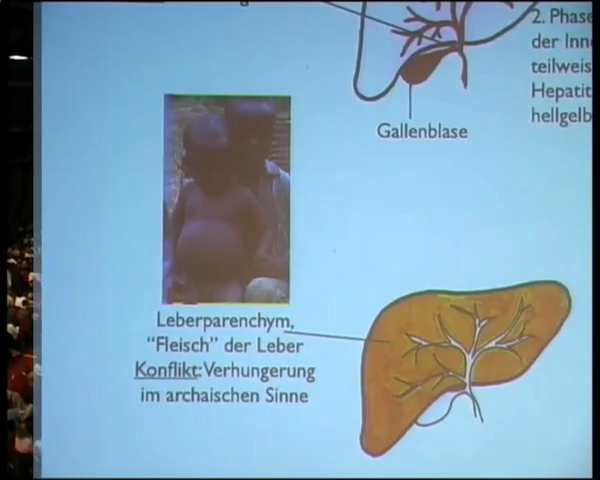 2. Phase
der Inn
teilweis
Hepatit
hellgelb
Gallenblase
Leberparenchym,
“Fleisch” der Leber
Konflikt: Verhungerung
im archaischen Sinne